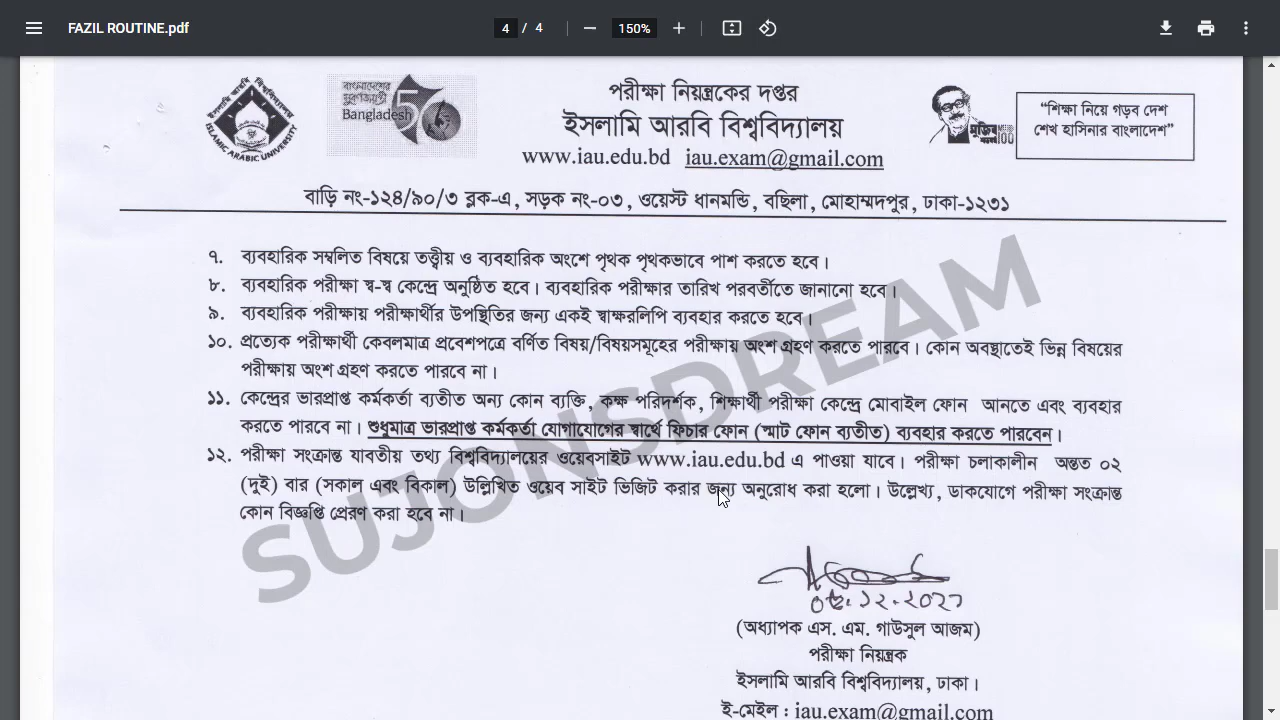 FAZIL ROUTINE.pdf
4 / 4
150%
ISLAMIC ARABIC UNIVERSITY
বাংলাদেশের
সুবর্ণজয়ন্তী
Bangladesh 50
পরীক্ষা নিয়ন্ত্রকের দপ্তর
ইসলামি আরবি বিশ্ববিদ্যালয়
www.iau.edu.bd iau.exam@gmail.com
মুজিব
100
“শিক্ষা নিয়ে গড়ব দেশ
শেখ হাসিনার বাংলাদেশ”
বাড়ি নং-১২৪/৯০/৩ ব্লক-এ, সড়ক নং-০৩, ওয়েস্ট ধানমন্ডি, বছিলা, মোহাম্মদপুর, ঢাকা-১২৩১
৭. ব্যবহারিক সম্বলিত বিষয়ে তত্ত্বীয় ও ব্যবহারিক অংশে পৃথক পৃথকভাবে পাশ করতে হবে।
৮. ব্যবহারিক পরীক্ষা স্ব-স্ব কেন্দ্রে অনুষ্ঠিত হবে। ব্যবহারিক পরীক্ষার তারিখ পরবর্তীতে জানানো হবে।
৯. ব্যবহারিক পরীক্ষায় পরীক্ষার্থীর উপস্থিতির জন্য একই স্বাক্ষরলিপি ব্যবহার করতে হবে।
১০. প্রত্যেক পরীক্ষার্থী কেবলমাত্র প্রবেশপত্রে বর্ণিত বিষয়/বিষয়সমূহের পরীক্ষায় অংশ গ্রহণ করতে পারবে। কোন অবস্থাতেই ভিন্ন বিষয়ের
পরীক্ষায় অংশ গ্রহণ করতে পারবে না।
১১. কেন্দ্রের ভারপ্রাপ্ত কর্মকর্তা ব্যতীত অন্য কোন ব্যক্তি, কক্ষ পরিদর্শক, শিক্ষার্থী পরীক্ষা কেন্দ্রে মোবাইল ফোন আনতে এবং ব্যবহার
করতে পারবে না। শুধুমাত্র ভারপ্রাপ্ত কর্মকর্তা যোগাযোগের স্বার্থে ফিচার ফোন (স্মাট ফোন ব্যতীত) ব্যবহার করতে পারবেন।
১২. পরীক্ষা সংক্রান্ত যাবতীয় তথ্য বিশ্ববিদ্যালয়ের ওয়েবসাইট www.iau.edu.bd এ পাওয়া যাবে। পরীক্ষা চলাকালীন অন্তত ০২
(দুই) বার (সকাল এবং বিকাল) উল্লিখিত ওয়েব সাইট ভিজিট করার জন্য অনুরোধ করা হলো। উল্লেখ্য, ডাকযোগে পরীক্ষা সংক্রান্ত
কোন বিজ্ঞপ্তি প্রেরণ করা হবে না।
SUJONSDREAM
(অধ্যাপক এস. এম. গাউসুল আজম)
পরীক্ষা নিয়ন্ত্রক
ইসলামি আরবি বিশ্ববিদ্যালয়, ঢাকা।
ই-মেইল : iau.exam@gmail.com